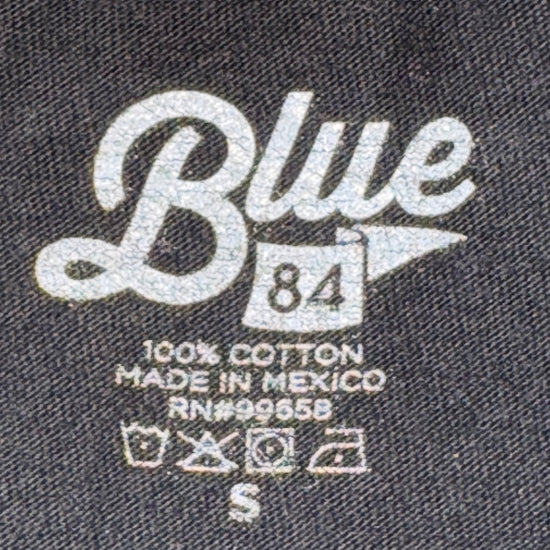 Blue
84
100% COTTON
MADE IN MEXICO
RN#99658
S